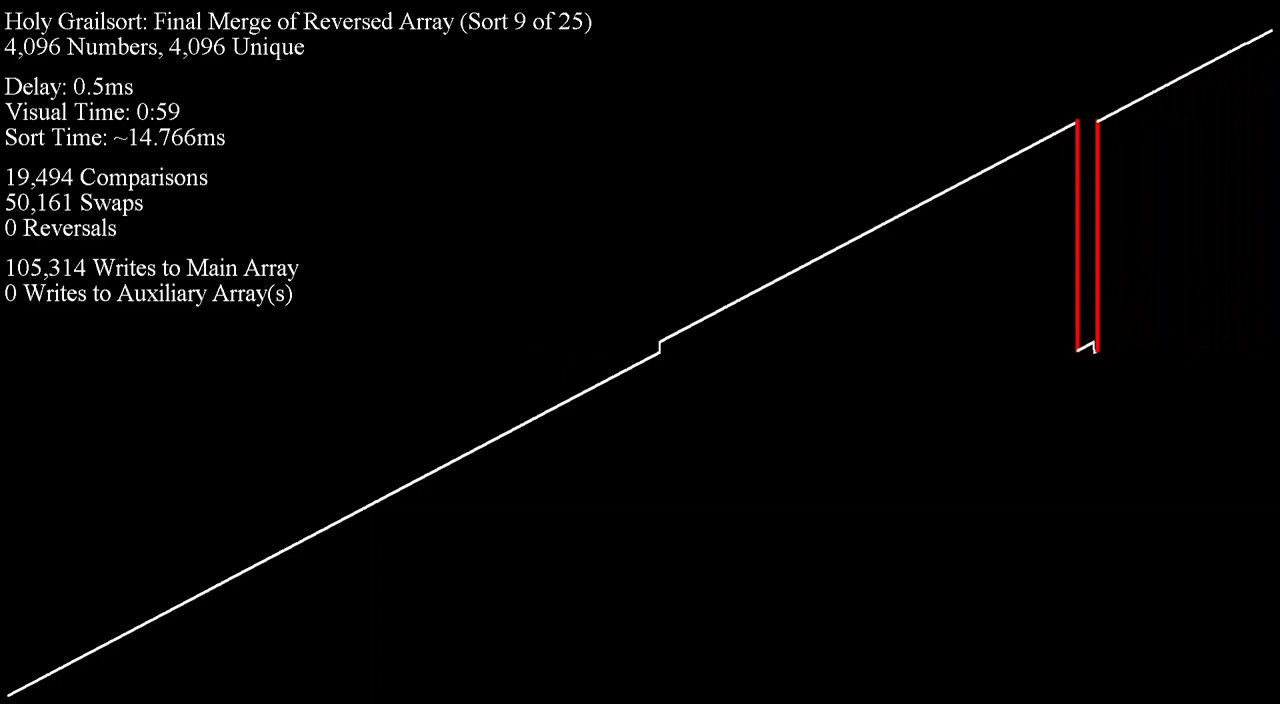 Holy Grailsort: Final Merge of Reversed Array (Sort 9 of 25)
4,096 Numbers, 4,096 Unique
Delay: 0.5ms
Visual Time: 0:59
Sort Time: ~14.766ms
19,494 Comparisons
50,161 Swaps
0 Reversals
105,314 Writes to Main Array
0 Writes to Auxiliary Array(s)